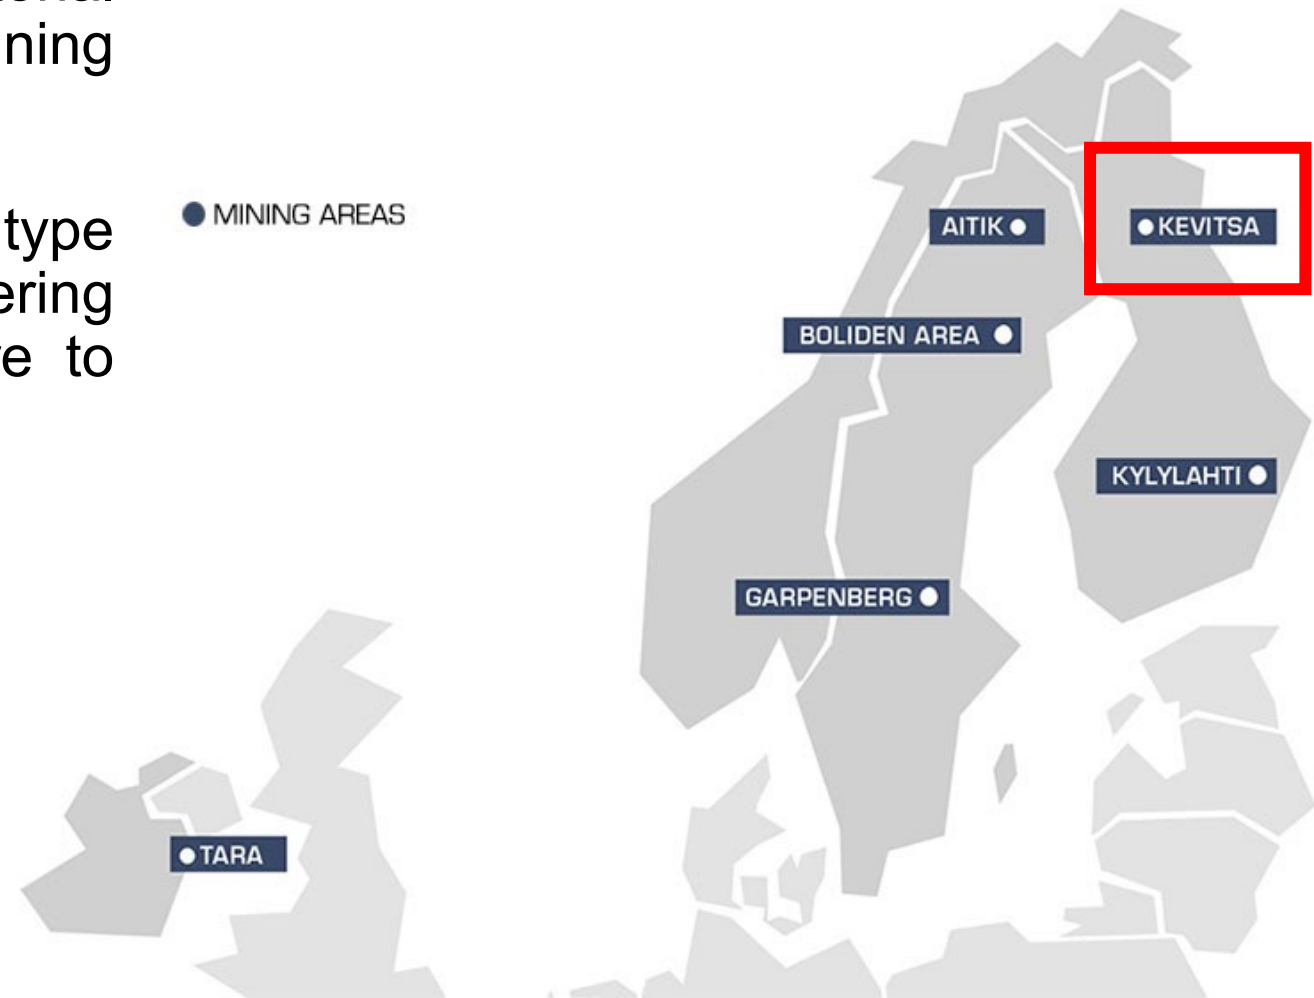 ning
type
ering
to
MINING AREAS
AITIK
KEVITSA
BOLIDEN AREA
KYLYLAHTI
GARPENBERG
TARA